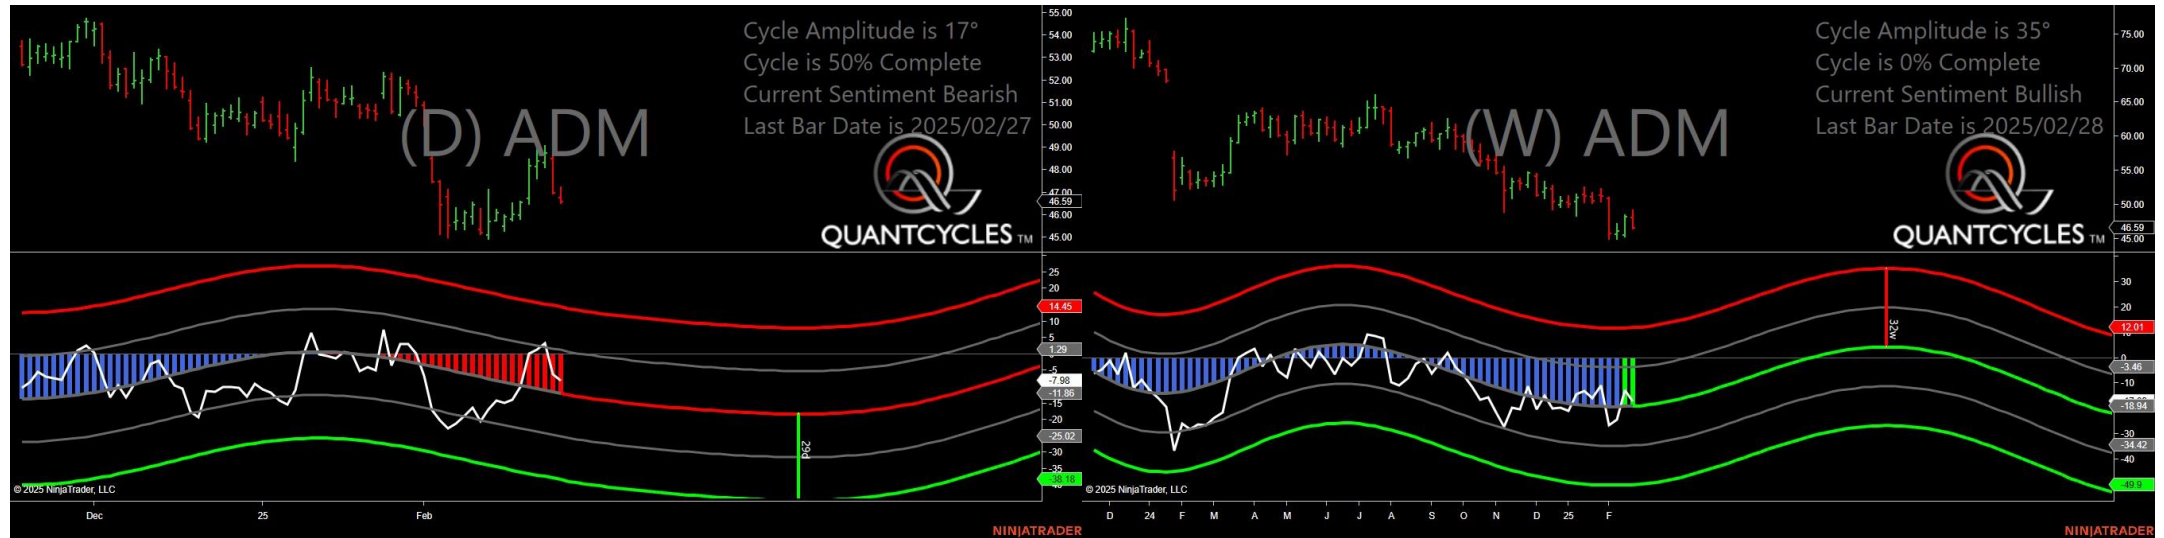 Cycle Amplitude is 17°
Cycle is 50% Complete
Current Sentiment Bearish
Last Bar Date is 2025/02/27
(D) ADM
QUANTCYCLES TM
55.00
54.00
53.00
52.00
51.00
50.00
49.00
48.00
47.00
46.59
46.00
45.00
25
20
14.45
10
5
1.29
-5
-7.98
-11.86
-15
-20
-25.02
-30
-35
-38.18
29d
© 2025 NinjaTrader, LLC
Dec
25
Feb
NINJATRADER
Cycle Amplitude is 35°
Cycle is 0% Complete
Current Sentiment Bullish
Last Bar Date is 2025/02/28
(W) ADM
QUANTCYCLES TM
75.00
70.00
65.00
60.00
55.00
50.00
46.59
45.00
30
20
12.01
0
-3.46
-10
-18.94
-30
-34.42
-40
-49.9
32w
© 2025 NinjaTrader, LLC
D 24 F M A M J J A S O N D 25 F
NINJATRADER